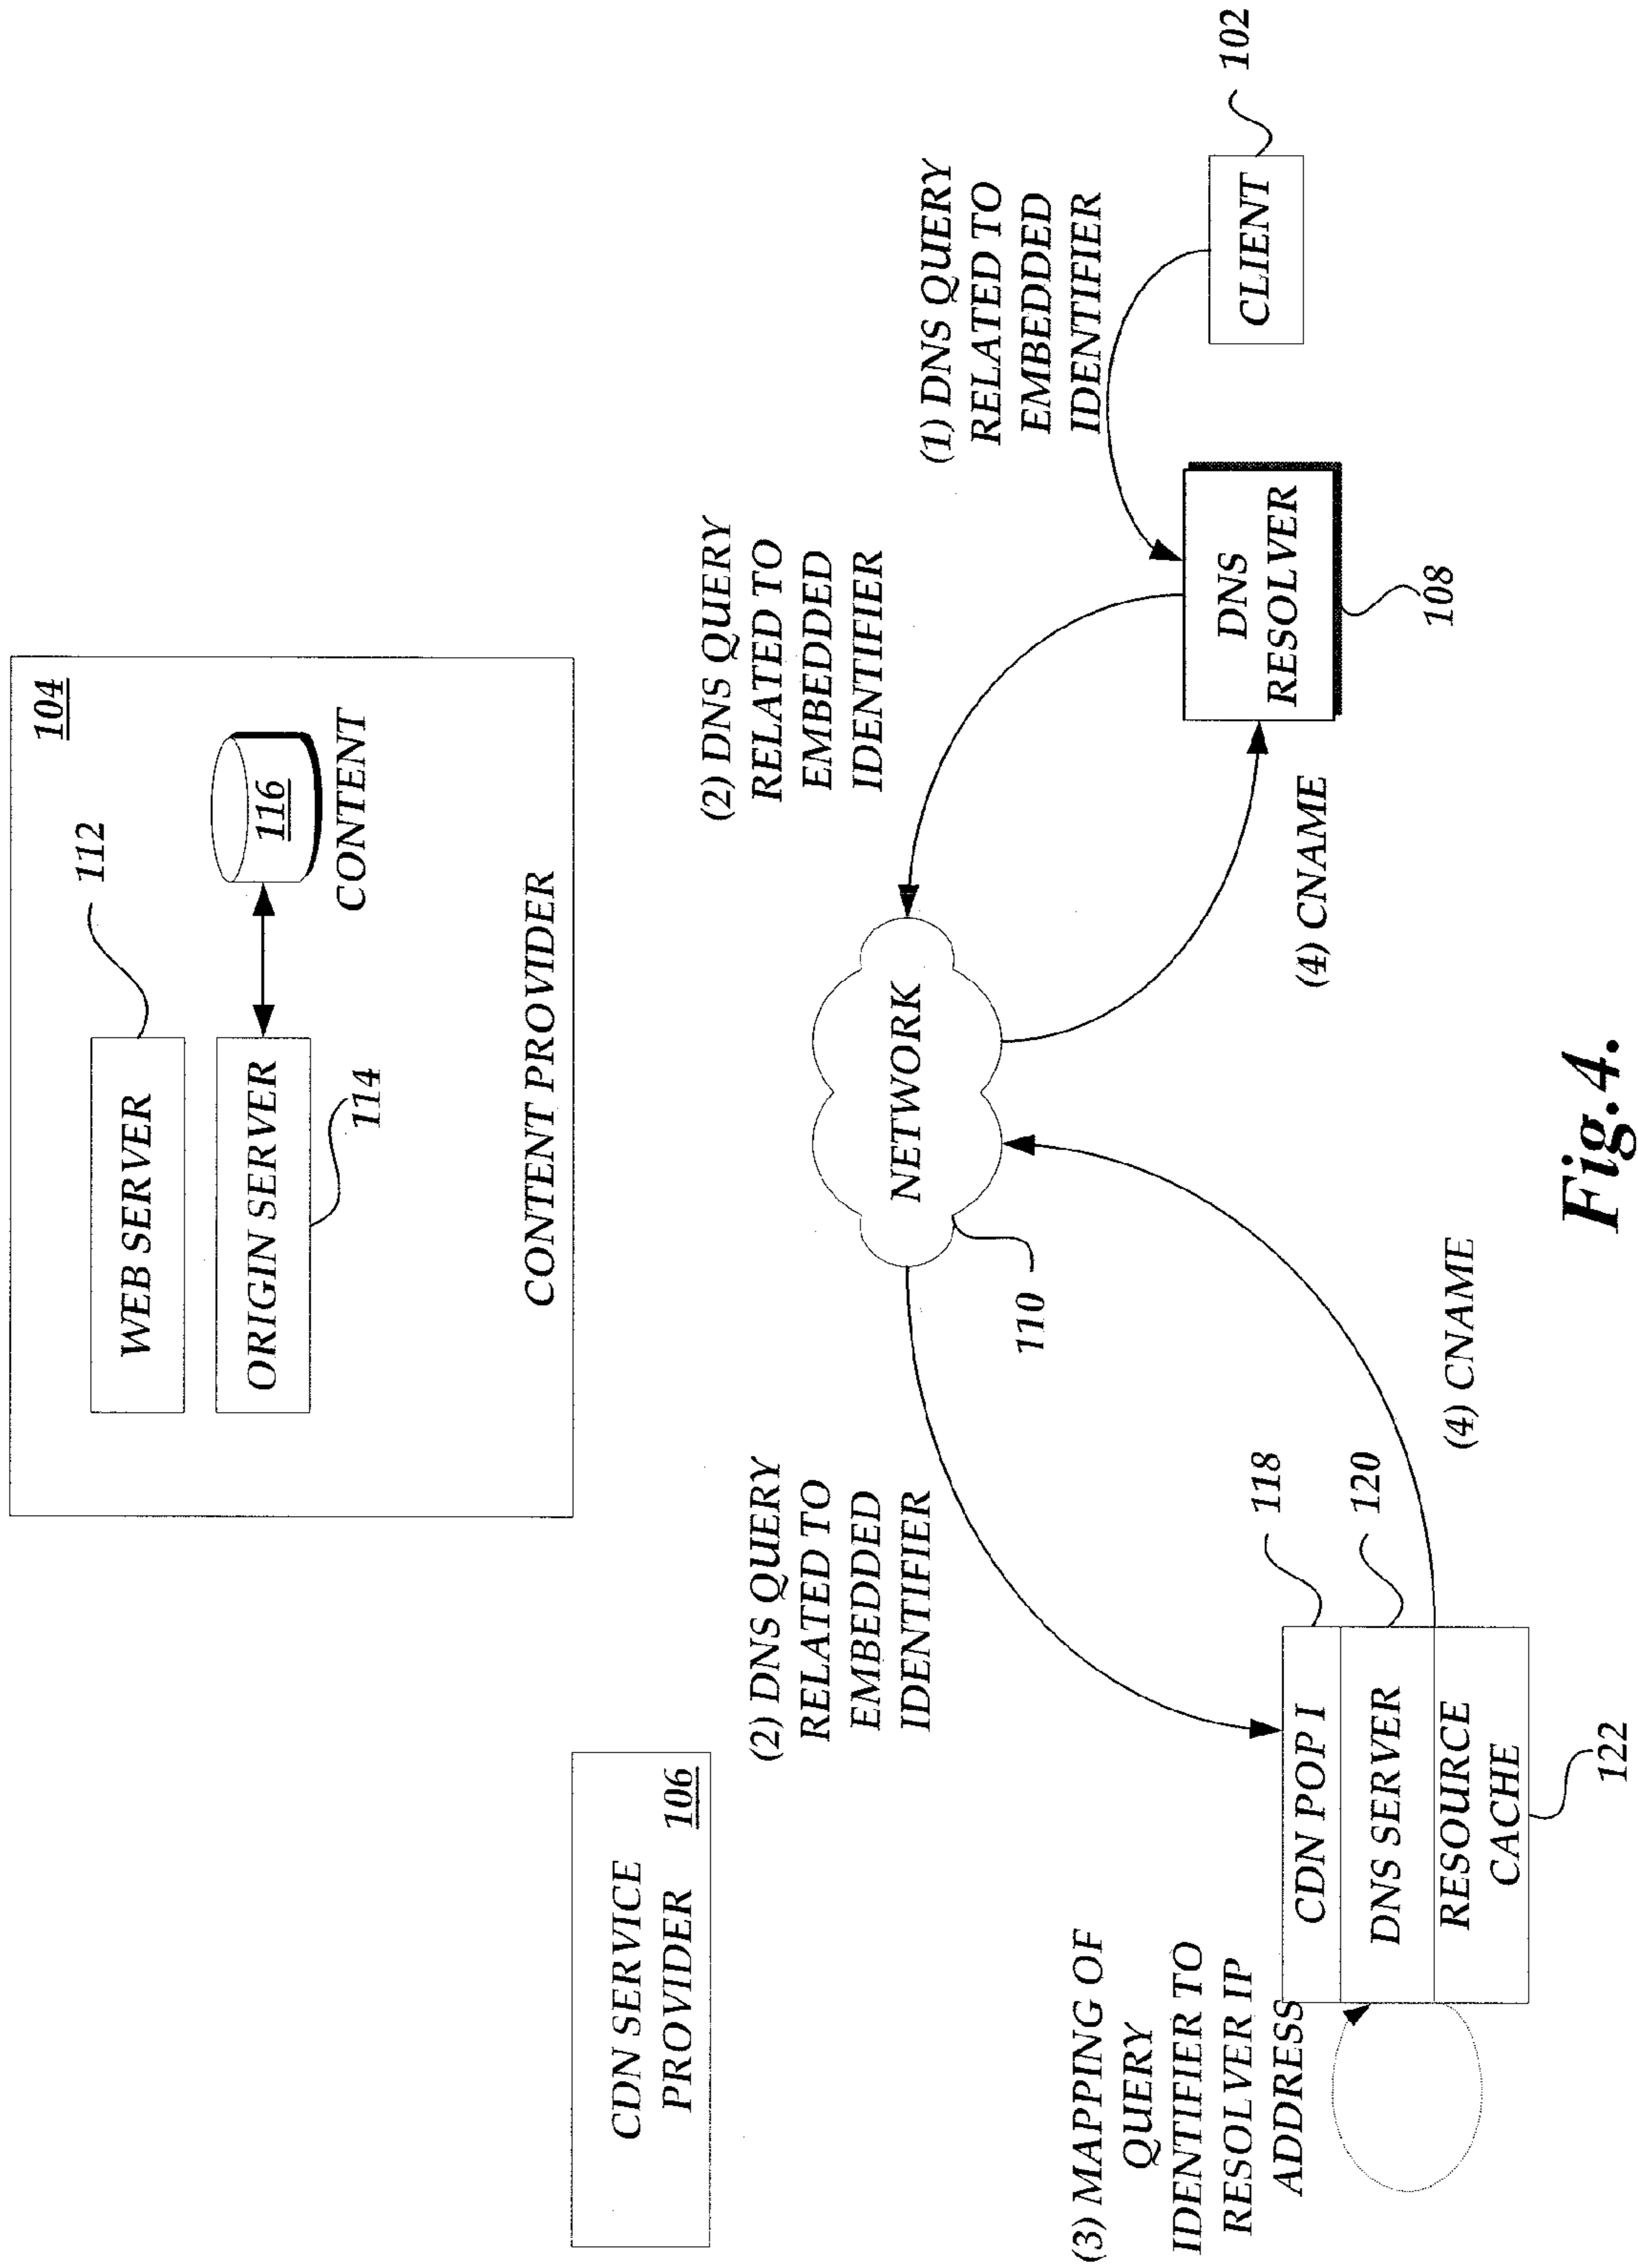 104
112
WEB SERVER
ORIGIN SERVER
116
CONTENT
114
CONTENT PROVIDER
CDN SERVICE
PROVIDER
106
(2) DNS QUERY
RELATED TO
EMBEDDED
IDENTIFIER
(2) DNS QUERY
RELATED TO
EMBEDDED
IDENTIFIER
(1) DNS QUERY
RELATED TO
EMBEDDED
IDENTIFIER
NETWORK
110
CLIENT
102
DNS
RESOLVER
108
(4) CNAME
(3) MAPPING OF
QUERY
IDENTIFIER TO
RESOLVER IP
ADDRESS
CDN POP I
118
DNS SERVER
120
RESOURCE
CACHE
122
(4) CNAME
Fig.4.